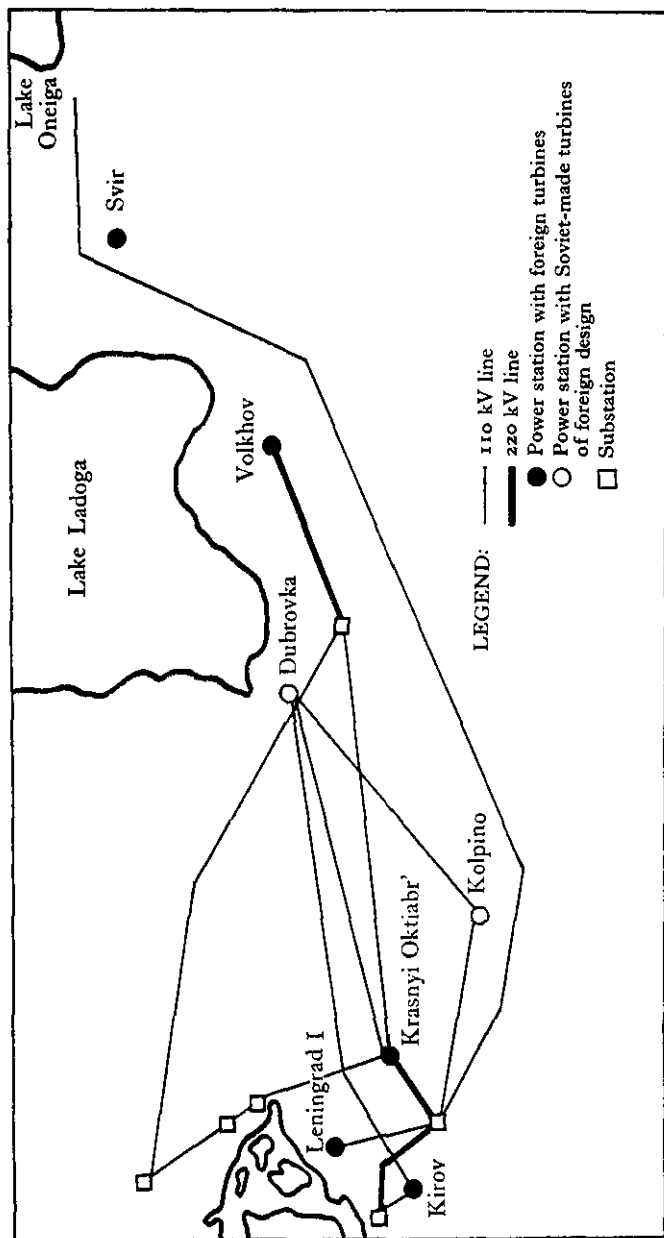 Lake
Oneiga
Svir
Lake Ladoga
Volkhov
Dubrovka
Kolpino
Krasnyi Oktiabr'
Leningrad I
Kirov
LEGEND:
110 kV line
220 kV line
Power station with foreign turbines
Power station with Soviet-made turbines
of foreign design
Substation